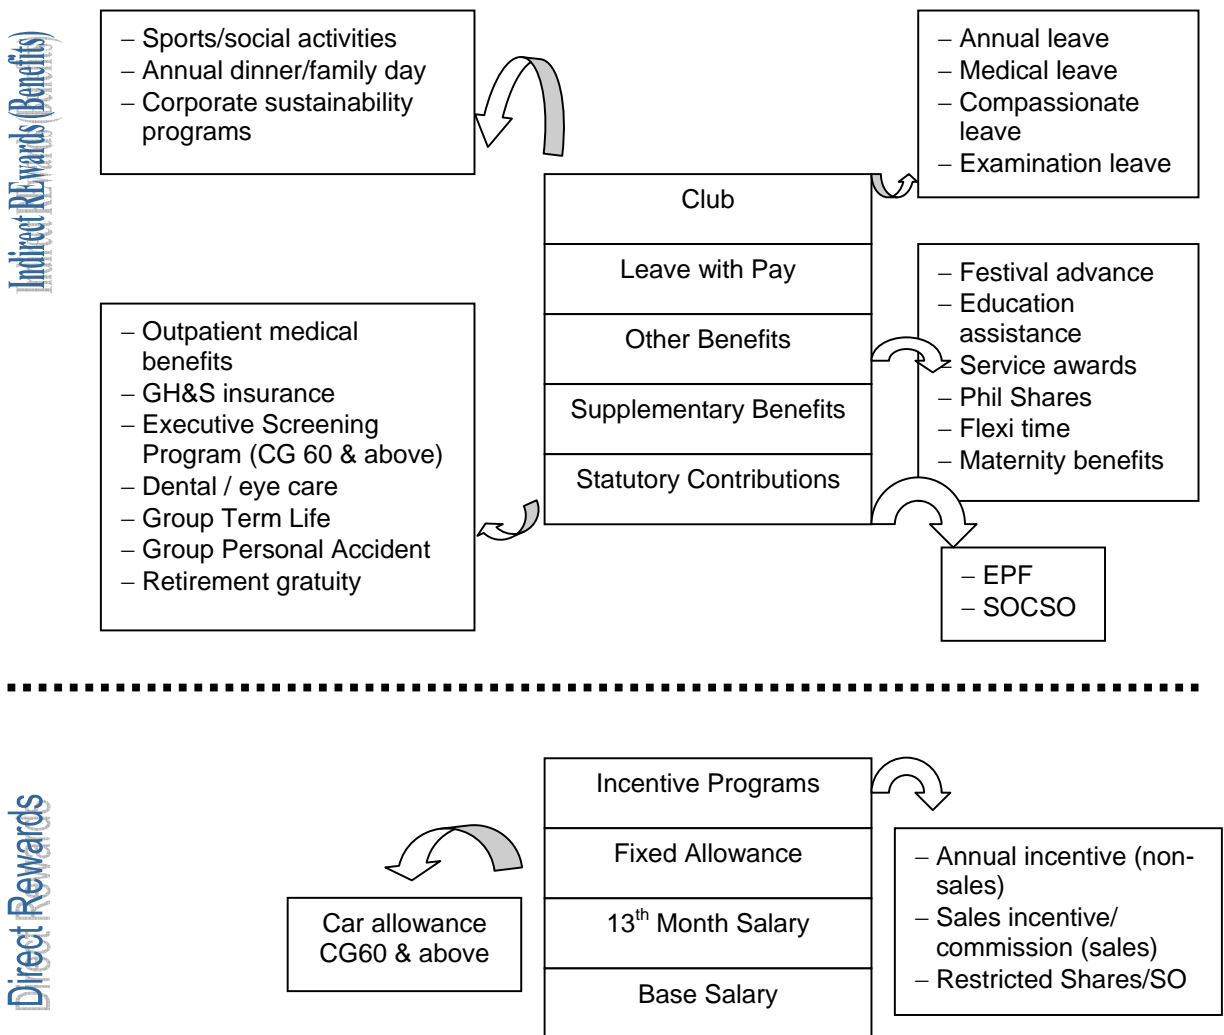 Indirect REwards (Benefits)
– Sports/social activities
– Annual dinner/family day
– Corporate sustainability
programs
– Annual leave
– Medical leave
– Compassionate
leave
– Examination leave
Club
Leave with Pay
Other Benefits
Supplementary Benefits
Statutory Contributions
– Festival advance
– Education
assistance
– Service awards
– Phil Shares
– Flexi time
– Maternity benefits
– Outpatient medical
benefits
– GH&S insurance
– Executive Screening
Program (CG 60 & above)
– Dental / eye care
– Group Term Life
– Group Personal Accident
– Retirement gratuity
– EPF
– SOCSO
Direct Rewards
Incentive Programs
Fixed Allowance
13th Month Salary
Base Salary
Car allowance
CG60 & above
– Annual incentive (non-
sales)
– Sales incentive/
commission (sales)
– Restricted Shares/SO